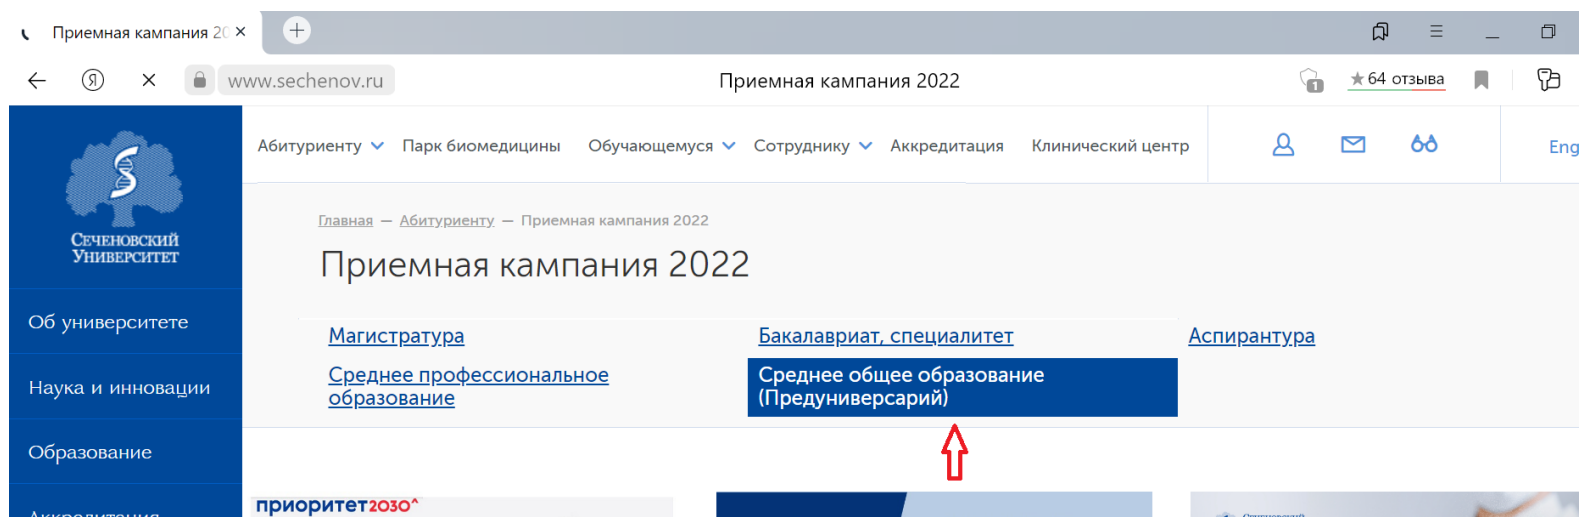 Приемная кампания 20
www.sechenov.ru
Приемная кампания 2022
1
64 отзыва
Абитуриенту
Парк биомедицины
Обучающемуся
Сотруднику
Аккредитация
Клинический центр
Eng
Сеченовский
Университет
Главная — Абитуриенту — Приемная кампания 2022
Приемная кампания 2022
Об университете
Наука и инновации
Образование
Аккредитация
Магистратура
Бакалавриат, специалитет
Аспирантура
Среднее профессиональное
образование
Среднее общее образование
(Предуниверсарий)
приоритет2030^